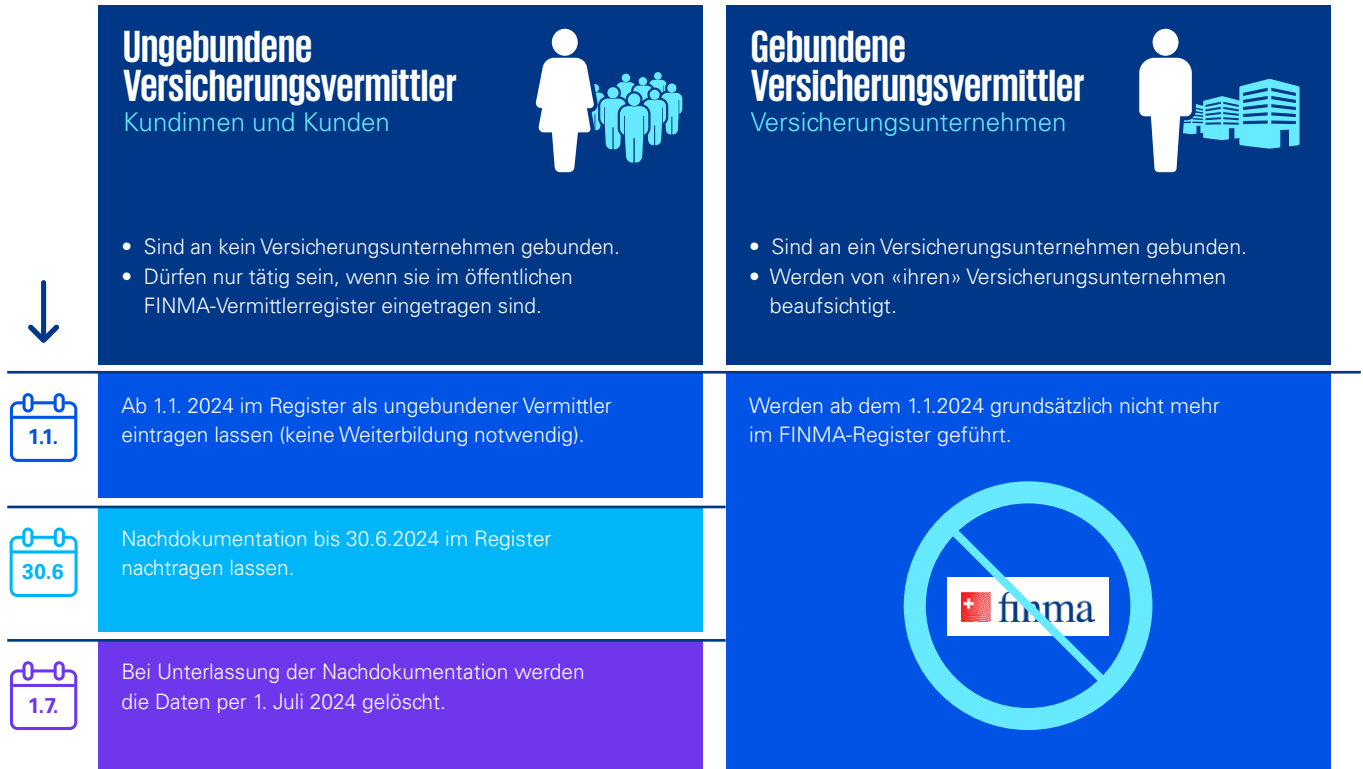 Ungebundene
Versicherungsvermittler
Kundinnen und Kunden
• Sind an kein Versicherungsunternehmen gebunden.
• Dürfen nur tätig sein, wenn sie im öffentlichen
FINMA-Vermittlerregister eingetragen sind.
Gebundene
Versicherungsvermittler
Versicherungsunternehmen
• Sind an ein Versicherungsunternehmen gebunden.
• Werden von «ihren» Versicherungsunternehmen
beaufsichtigt.
1.1.
Ab 1.1. 2024 im Register als ungebundener Vermittler
eintragen lassen (keine Weiterbildung notwendig).
30.6
Nachdokumentation bis 30.6.2024 im Register
nachtragen lassen.
1.7.
Bei Unterlassung der Nachdokumentation werden
die Daten per 1. Juli 2024 gelöscht.
Werden ab dem 1.1.2024 grundsätzlich nicht mehr
im FINMA-Register geführt.
finma